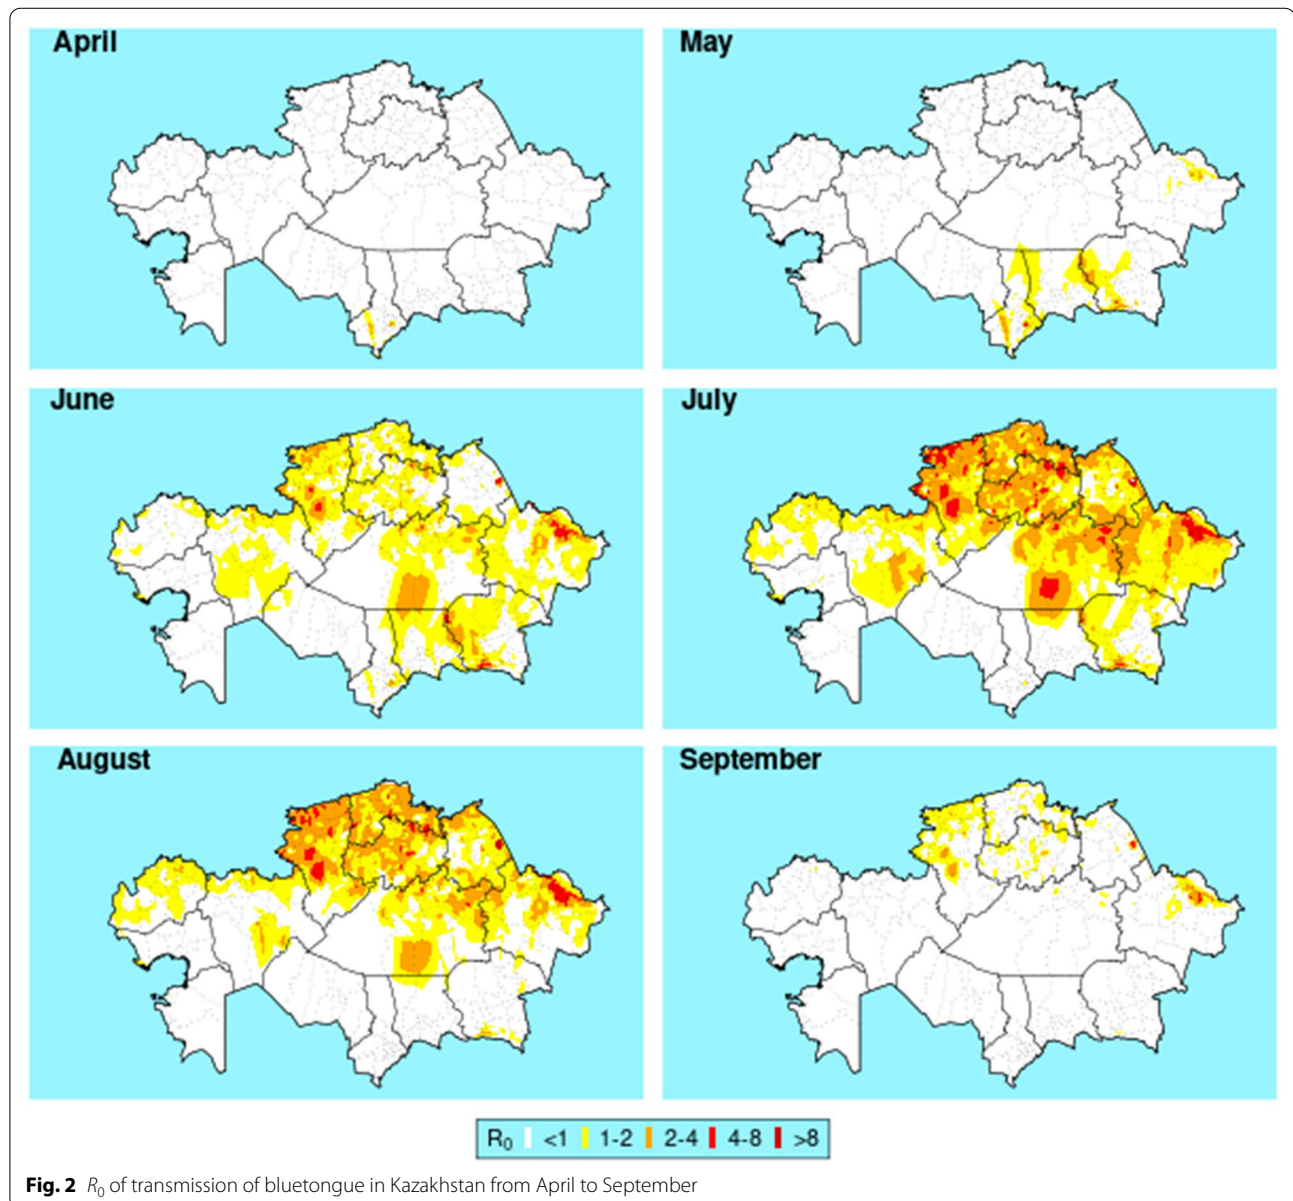 April
May
June
July
August
September
R0 <1 1-2 2-4 4-8 >8
Fig. 2 R0 of transmission of bluetongue in Kazakhstan from April to September